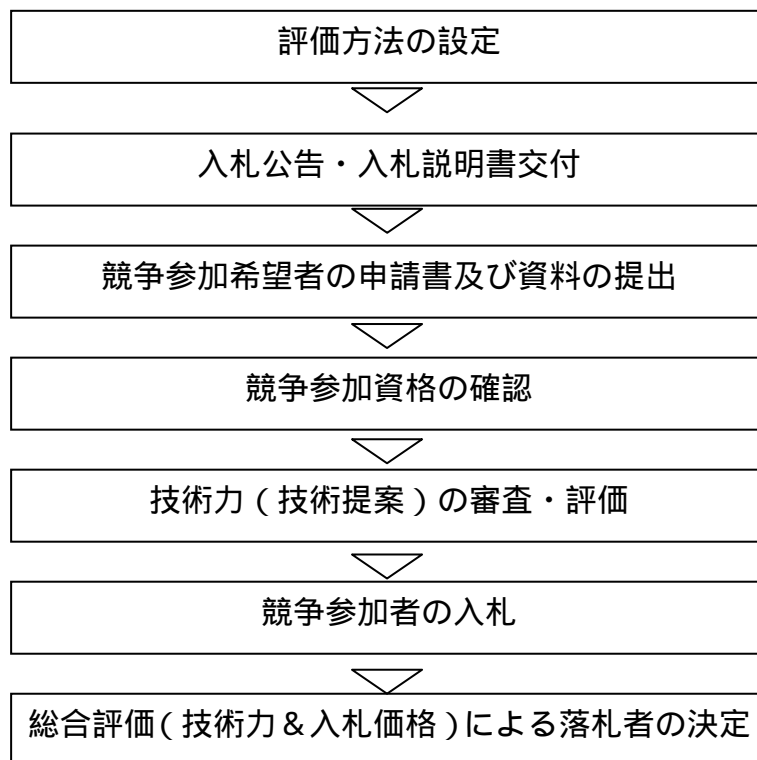 評価方法の設定
入札公告・入札説明書交付
競争参加希望者の申請書及び資料の提出
競争参加資格の確認
技術力(技術提案)の審査・評価
競争参加者の入札
総合評価(技術力&入札価格)による落札者の決定